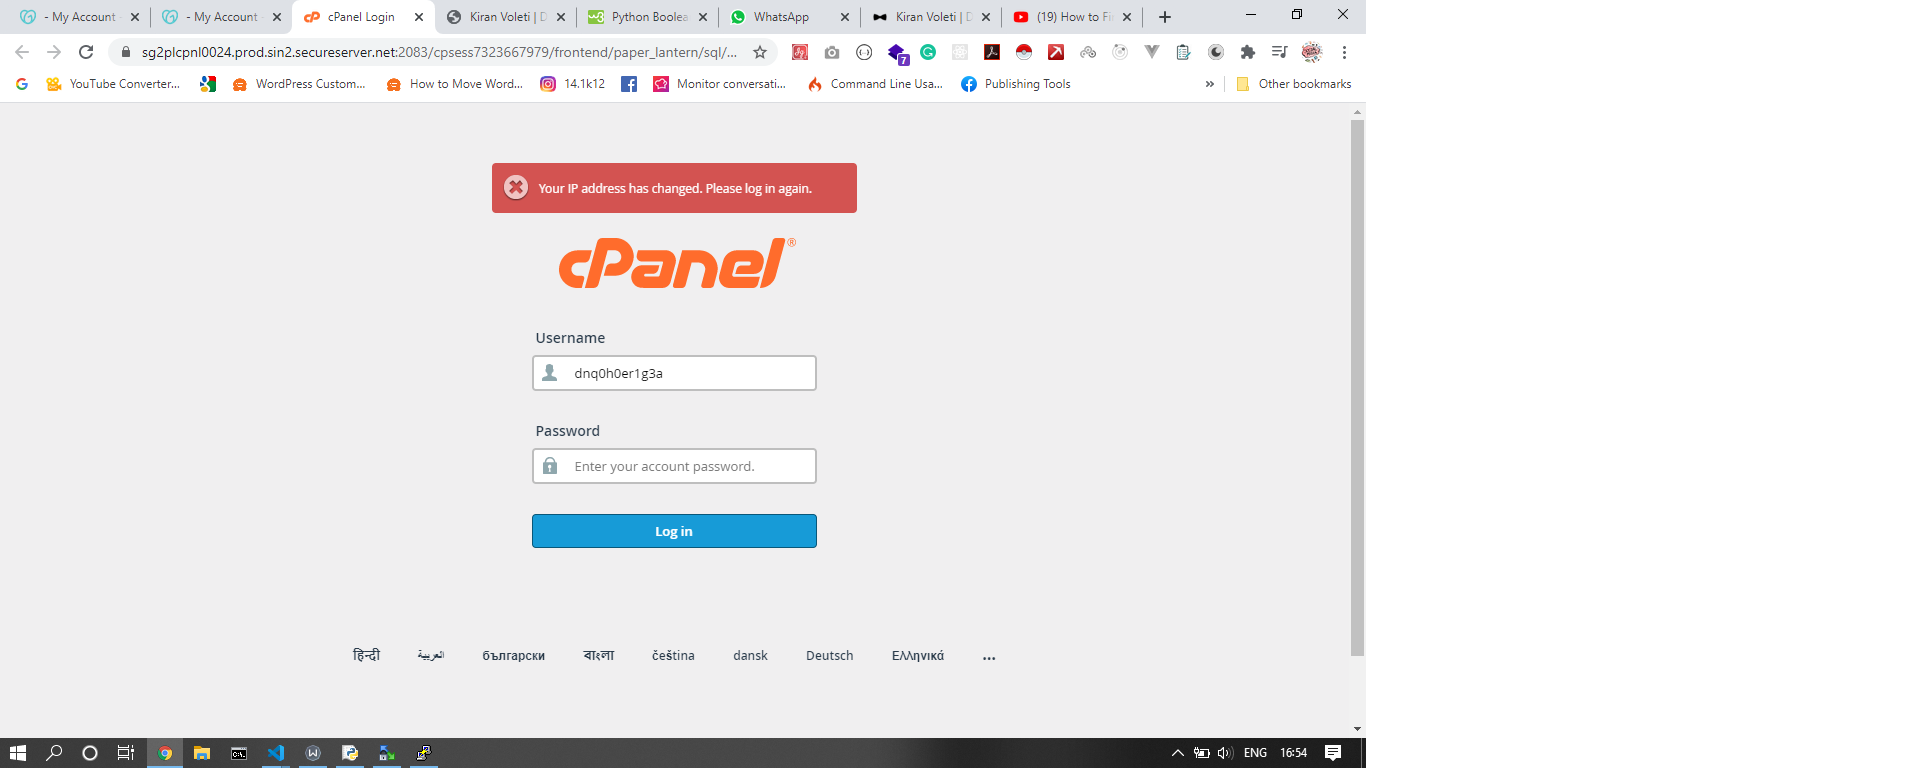 - My Account
- My Account
cPanel Login
Kiran Voleti | D
Python Boolea
WhatsApp
Kiran Voleti | D
(19) How to Fi
sg2plcpnl0024.prod.sin2.secureserver.net:2083/cpsess7323667979/frontend/paper_lantern/sql/...
7
YouTube Converter...
WordPress Custom...
How to Move Word...
14.1k12
Monitor conversati...
Command Line Usa...
Publishing Tools
»
Other bookmarks
Your IP address has changed. Please log in again.
cPanel®
Username
dnq0h0er1g3a
Password
Enter your account password.
Log in
हिन्दी
العربية
български
বাংলা
čeština
dansk
Deutsch
Ελληνικά
...
ENG
16:54